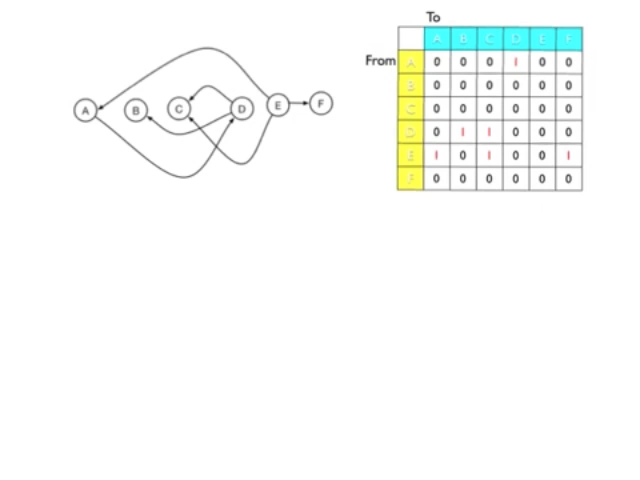 A B C D E F
To
A B C D E F
From A 0 0 0 1 0 0
B 0 0 0 0 0 0
C 0 0 0 0 0 0
D 0 1 1 0 0 0
E 1 0 1 0 0 1
F 0 0 0 0 0 0